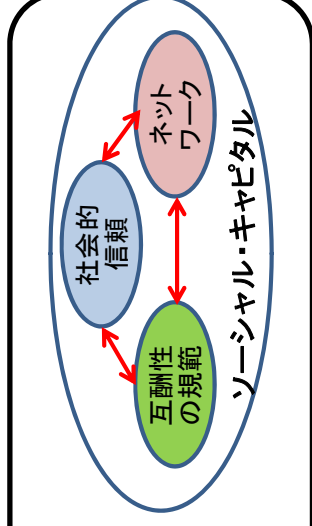 社会的
信頼
互酬性
の規範
ネット
ワーク
ソーシャル・キャピタル